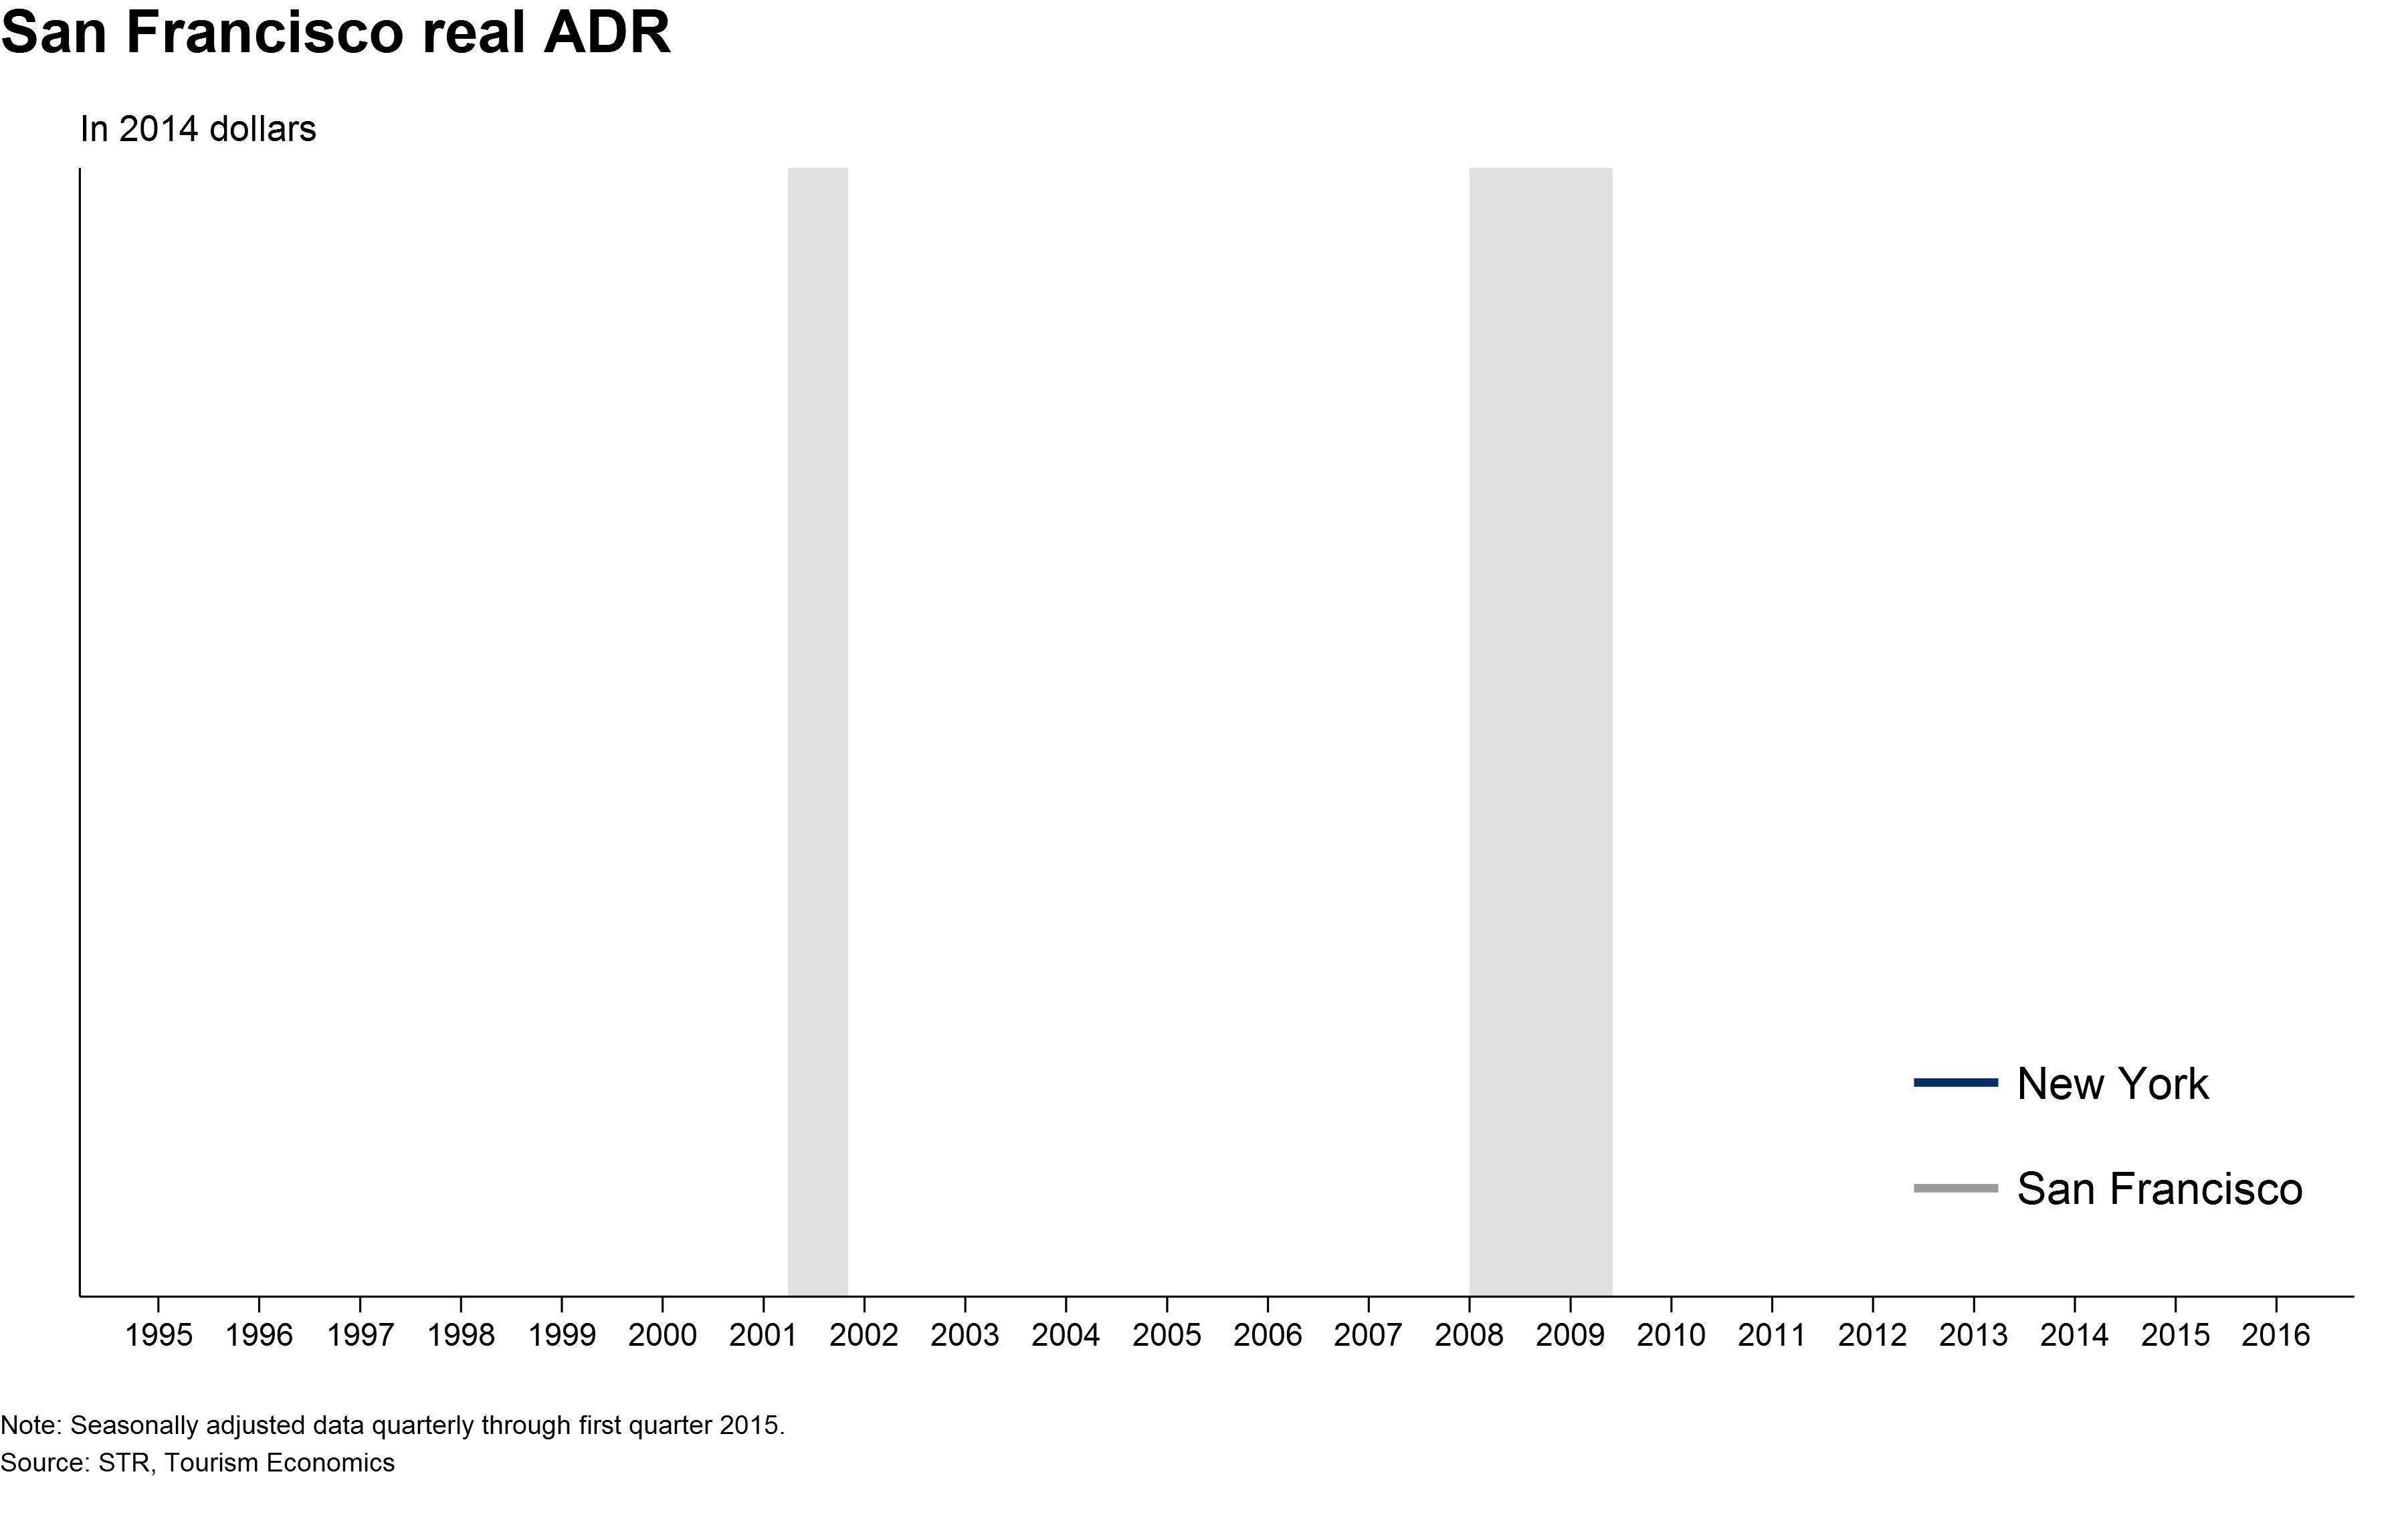 San Francisco real ADR
In 2014 dollars
New York
San Francisco
1995 1996 1997 1998 1999 2000 2001 2002 2003 2004 2005 2006 2007 2008 2009 2010 2011 2012 2013 2014 2015 2016
Note: Seasonally adjusted data quarterly through first quarter 2015.
Source: STR, Tourism Economics